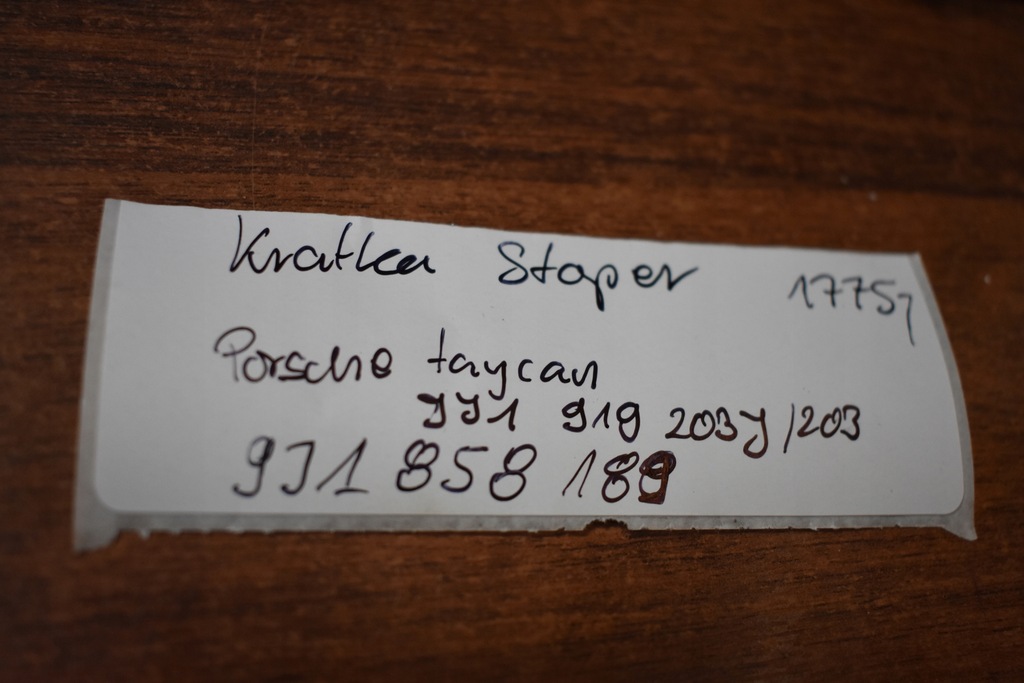 Kratka Stoper 17757
Porsche taycan
9J1 919 203J/203
9J1 858 189